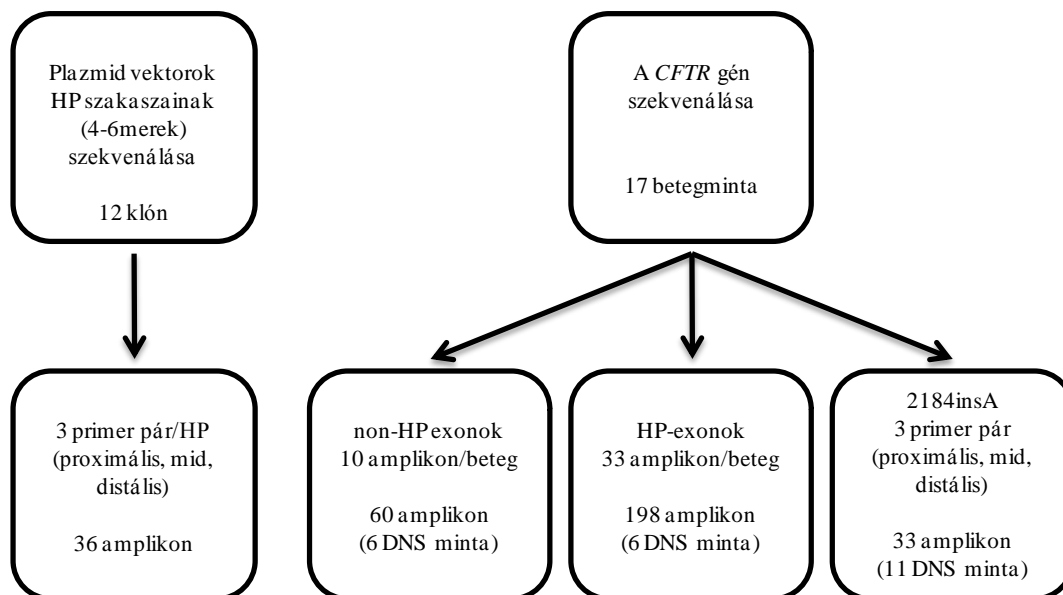 Plazmid vektorok
HP szakaszainak
(4-6merek)
szekvenálása
12 klón
A CFTR gén
szekvenálása
17 betegminta
3 primer pár/HP
(proximális, mid,
distális)
36 amplikon
non-HP exonok
10 amplikon/beteg
60 amplikon
(6 DNS minta)
HP-exonok
33 amplikon/beteg
198 amplikon
(6 DNS minta)
2184insA
3 primer pár
(proximális, mid,
distális)
33 amplikon
(11 DNS minta)